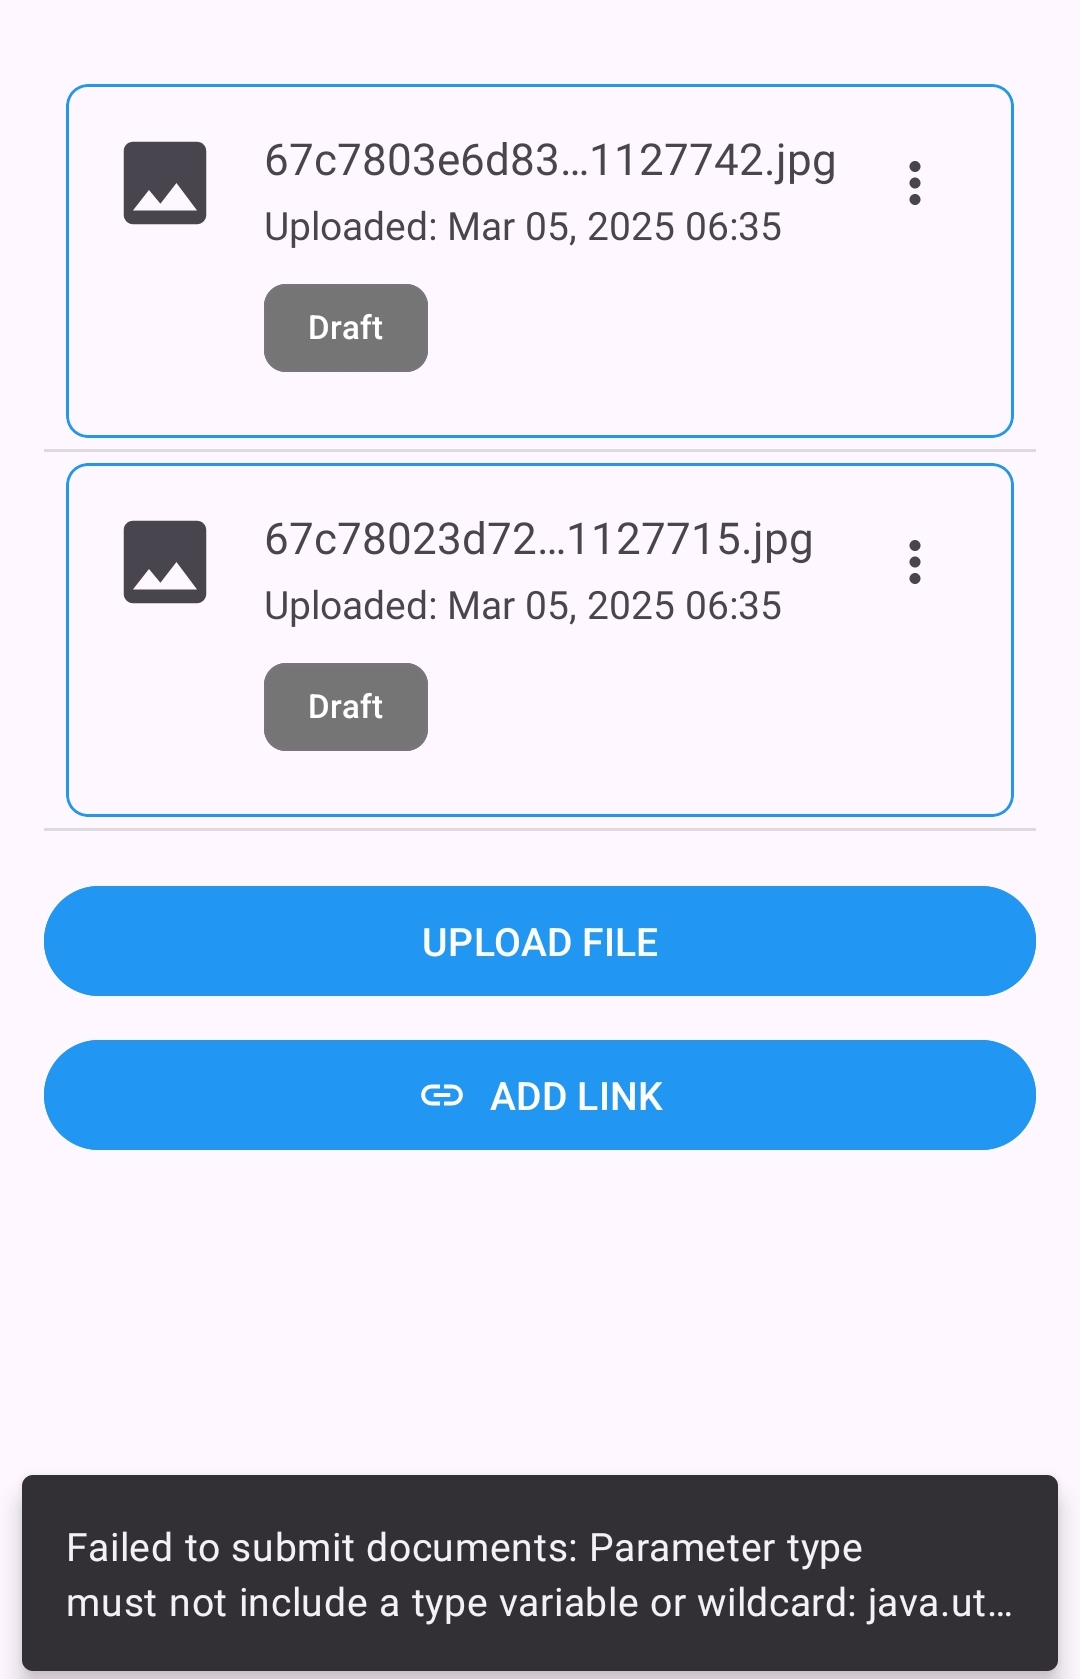 67c7803e6d83...1127742.jpg
Uploaded: Mar 05, 2025 06:35
Draft
67c78023d72...1127715.jpg
Uploaded: Mar 05, 2025 06:35
Draft
UPLOAD FILE
ADD LINK
Failed to submit documents: Parameter type
must not include a type variable or wildcard: java.ut...